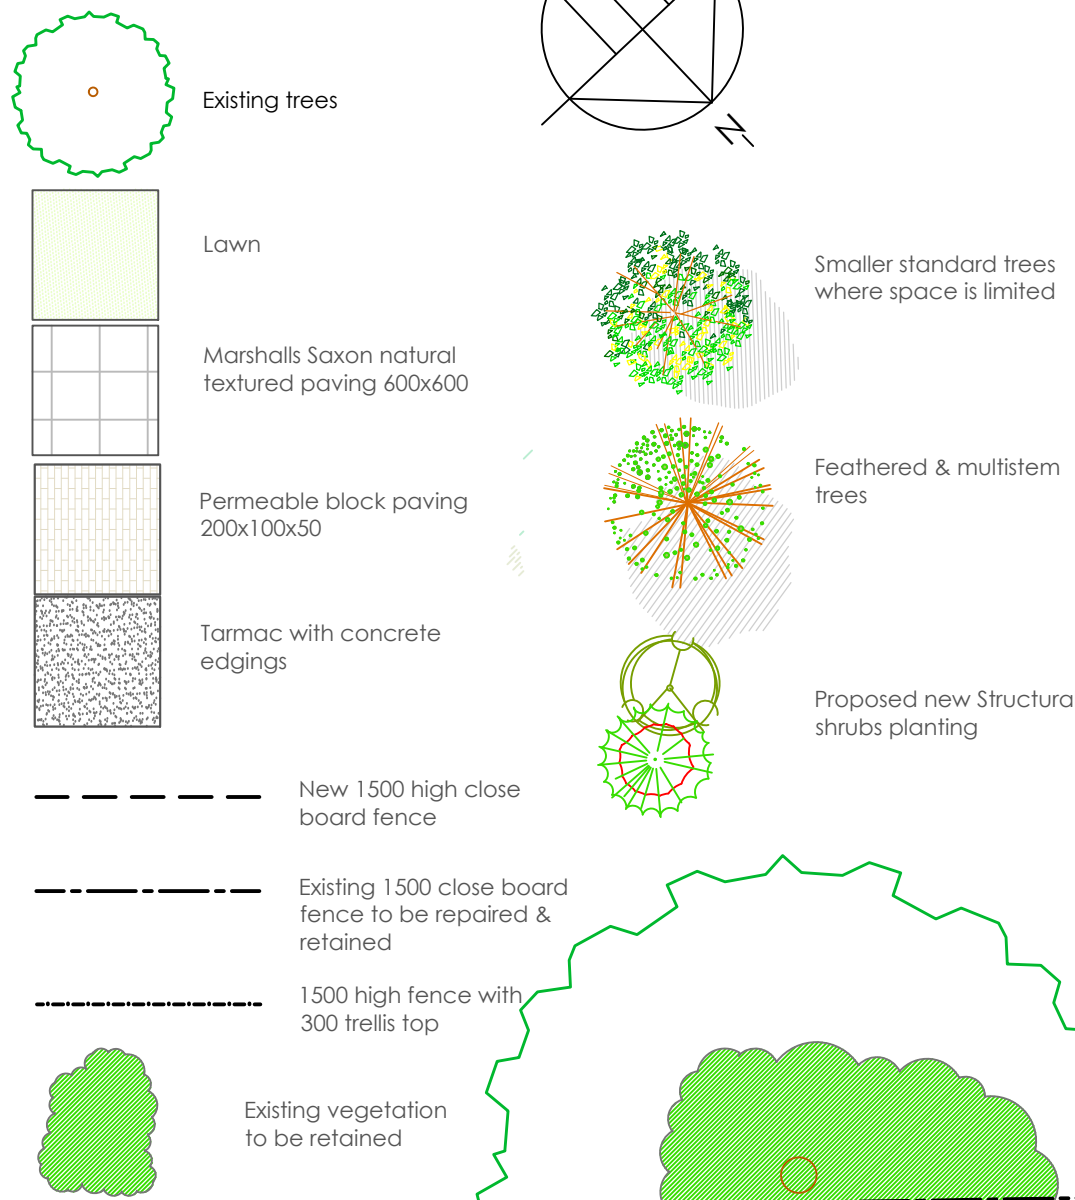 N
Existing trees
Lawn
Marshalls Saxon natural
textured paving 600x600
Permeable block paving
200x100x50
Tarmac with concrete
edgings
New 1500 high close
board fence
Existing 1500 close board
fence to be repaired &
retained
1500 high fence with
300 trellis top
Existing vegetation
to be retained
Smaller standard trees
where space is limited
Feathered & multistem
trees
Proposed new Structura
shrubs planting